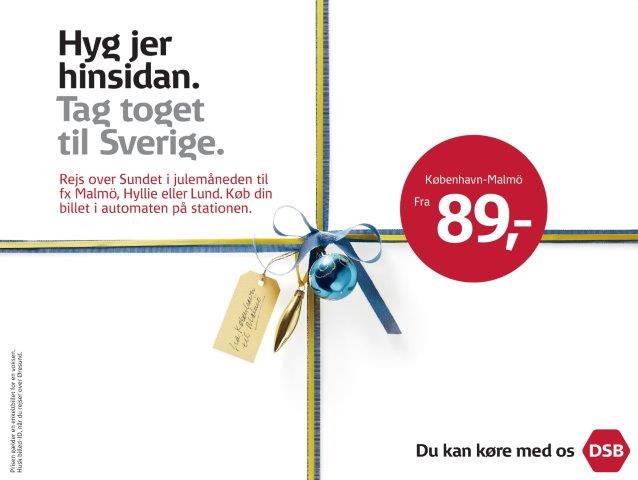 Hyg jer
hinsidan.
Tag toget
til Sverige.
Rejs over Sundet i julemåneden til
fx Malmö, Hyllie eller Lund. Køb din
billet i automaten på stationen.
København-Malmö
Fra
89,-
fra København
til Malmö
Prisen gælder en enkeltbillet for en voksen.
Husk billed-ID, når du rejser over Øresund.
Du kan køre med os DSB